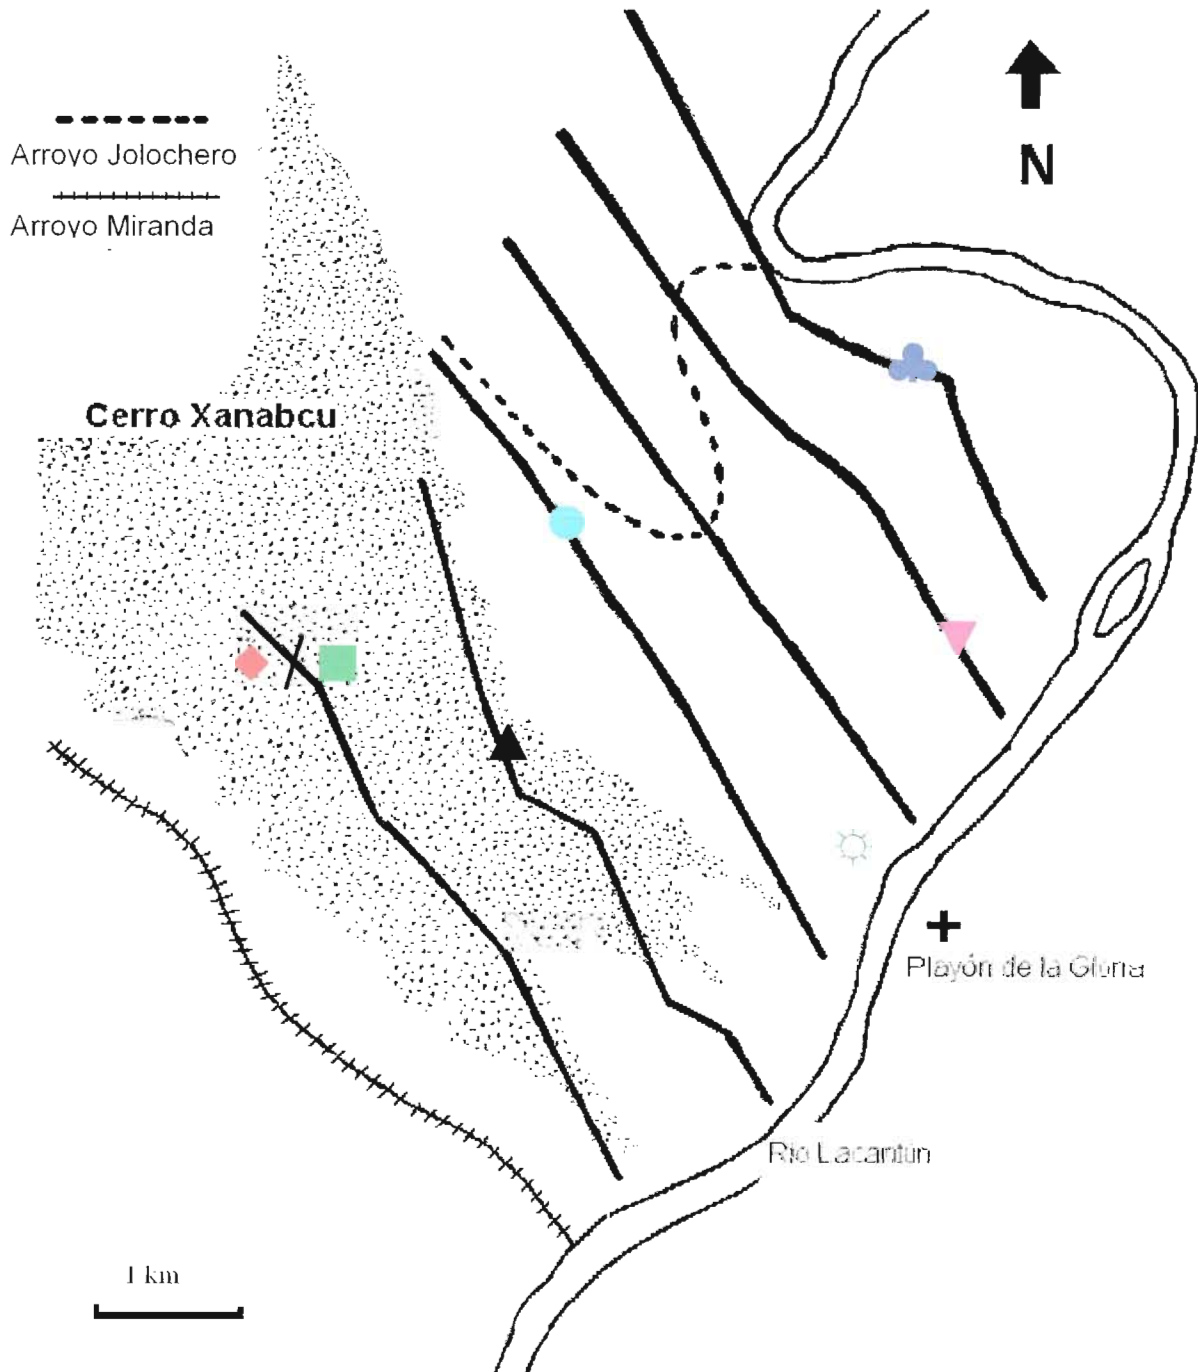 N
Arroyo Jolochero
Arroyo Miranda
Cerro Xanabcu
Playón de la Gloria
Río Lacantún
1 km